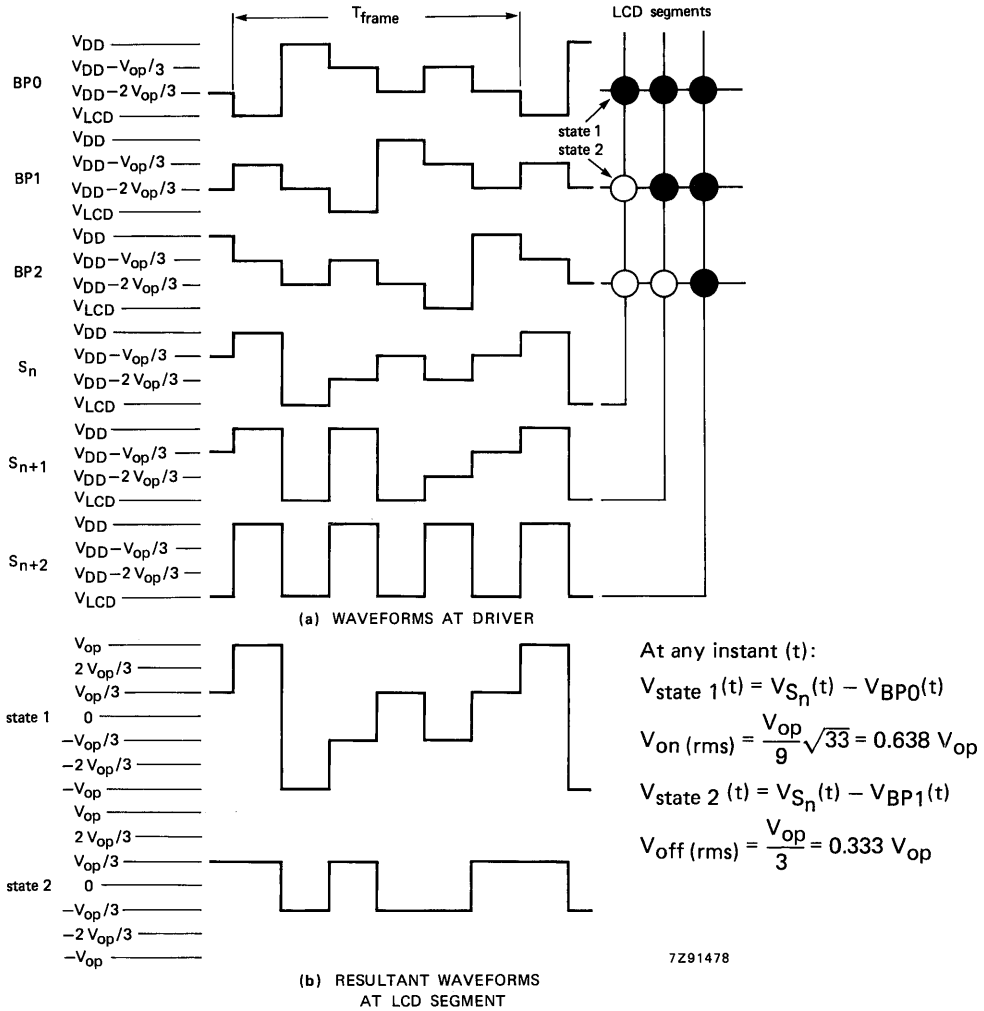 T_frame
LCD segments
BP0
V_DD
V_DD−V_op/3
V_DD−2 V_op/3
V_LCD
state 1
state 2
BP1
V_DD
V_DD−V_op/3
V_DD−2 V_op/3
V_LCD
BP2
V_DD
V_DD−V_op/3
V_DD−2 V_op/3
V_LCD
S_n
V_DD
V_DD−V_op/3
V_DD−2 V_op/3
V_LCD
S_n+1
V_DD
V_DD−V_op/3
V_DD−2 V_op/3
V_LCD
S_n+2
V_DD
V_DD−V_op/3
V_DD−2 V_op/3
V_LCD
(a) WAVEFORMS AT DRIVER
state 1
V_op
2 V_op/3
V_op/3
0
−V_op/3
−2 V_op/3
−V_op
state 2
V_op
2 V_op/3
V_op/3
0
−V_op/3
−2 V_op/3
−V_op
(b) RESULTANT WAVEFORMS
AT LCD SEGMENT
At any instant (t):
V_state 1(t) = V_Sn(t) − V_BP0(t)
V_on (rms) = V_op/9 √33 = 0.638 V_op
V_state 2 (t) = V_Sn(t) − V_BP1(t)
V_off (rms) = V_op/3 = 0.333 V_op
7Z91478